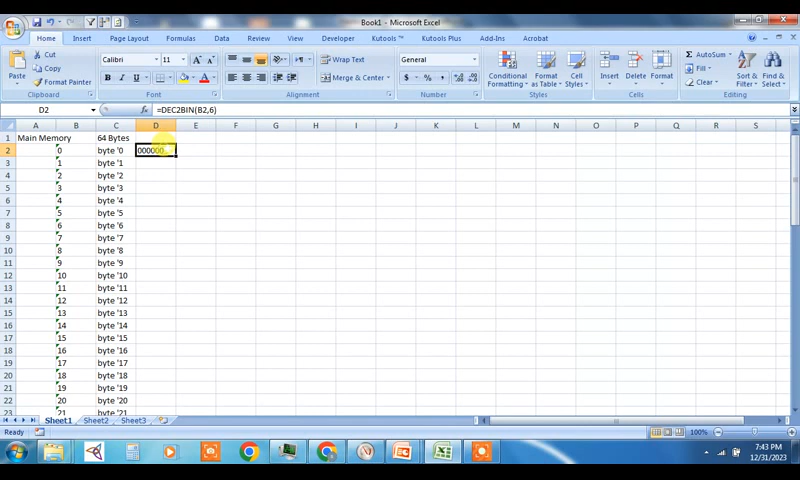 Book1 - Microsoft Excel
Home Insert Page Layout Formulas Data Review View Developer Kutools ™ Kutools Plus Add-Ins Acrobat
Paste Cut Copy Format Painter Clipboard
Calibri 11 B I U A A Font
Wrap Text Merge & Center Alignment
General $ % , Number
Conditional Formatting Format as Table Cell Styles Styles
Insert Delete Format Cells
Σ AutoSum Fill Clear Sort & Filter Find & Select Editing
D2 fx =DEC2BIN(B2,6)
A B C D E F G H I J K L M N O P Q R S
1 Main Memory 64 Bytes
2 0 byte '0 000000
3 1 byte '1
4 2 byte '2
5 3 byte '3
6 4 byte '4
7 5 byte '5
8 6 byte '6
9 7 byte '7
10 8 byte '8
11 9 byte '9
12 10 byte '10
13 11 byte '11
14 12 byte '12
15 13 byte '13
16 14 byte '14
17 15 byte '15
18 16 byte '16
19 17 byte '17
20 18 byte '18
21 19 byte '19
22 20 byte '20
23 21 byte '21
Sheet1 Sheet2 Sheet3
Ready 100%
7:43 PM
12/31/2023